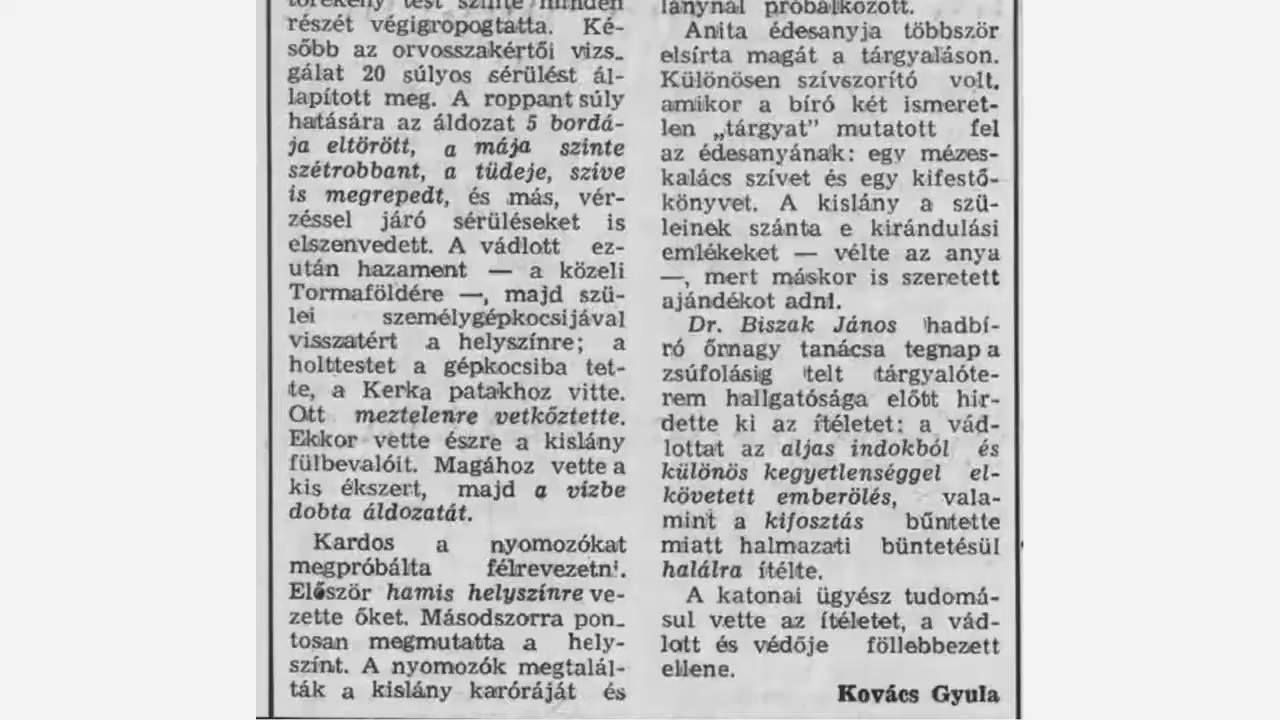 törékeny test szinte minden
részét végigropogtatta. Ké-
sőbb az orvosszakértői vizs-
gálat 20 súlyos sérülést ál-
lapított meg. A roppant súly
hatására az áldozat 5 bordá-
ja eltörött, a mája szinte
szétrobbant, a tüdeje, szíve
is megrepedt, és más, vér-
zéssel járó sérüléseket is
elszenvedett. A vádlott ez-
után hazament — a közeli
Tormaföldére —, majd szü-
lei személygépkocsijával
visszatért a helyszínre; a
holttestet a gépkocsiba tet-
te, a Kerka patakhoz vitte.
Ott meztelenre vetkőztette.
Ekkor vette észre a kislány
fülbevalóit. Magához vette a
kis ékszert, majd a vízbe
dobta áldozatát.
Kardos a nyomozókat
megpróbálta félrevezetni.
Először hamis helyszínre ve-
zette őket. Másodszorra pon-
tosan megmutatta a hely-
színt. A nyomozók megtalál-
ták a kislány karóráját és
lánynál próbálkozott.
Anita édesanyja többször
elsírta magát a tárgyaláson.
Különösen szívszorító volt,
amikor a bíró két ismeret-
len „tárgyat” mutatott fel
az édesanyának: egy mézes-
kalács szívet és egy kifestő-
könyvet. A kislány a szü-
leinek szánta e kirándulási
emlékeket — vélte az anya
—, mert máskor is szeretett
ajándékot adni.
Dr. Biszak János hadbí-
ró őrnagy tanácsa tegnap a
zsúfolásig telt tárgyalóte-
rem hallgatósága előtt hir-
dette ki az ítéletet: a vád-
lottat az aljas indokból és
különös kegyetlenséggel el-
követett emberölés, vala-
mint a kifosztás bűntette
miatt halmazati büntetésül
halálra ítélte.
A katonai ügyész tudomá-
sul vette az ítéletet, a vád-
lott és védője föllebbezett
ellene.
Kovács Gyula